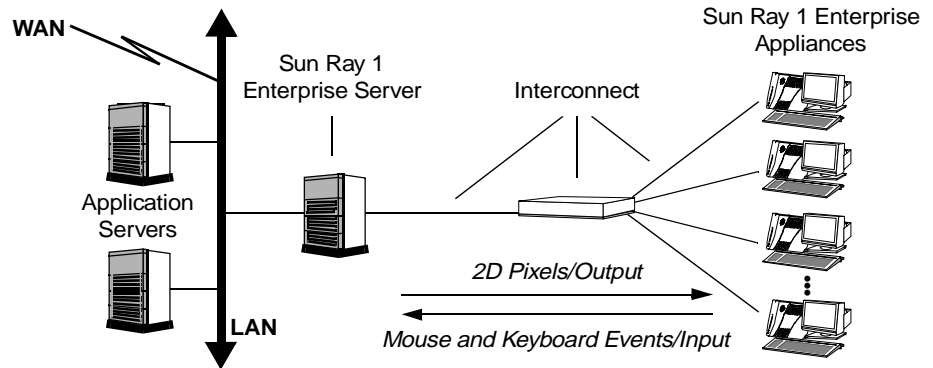 WAN
Sun Ray 1
Enterprise Server
Interconnect
Sun Ray 1 Enterprise
Appliances
Application
Servers
2D Pixels/Output
Mouse and Keyboard Events/Input
LAN